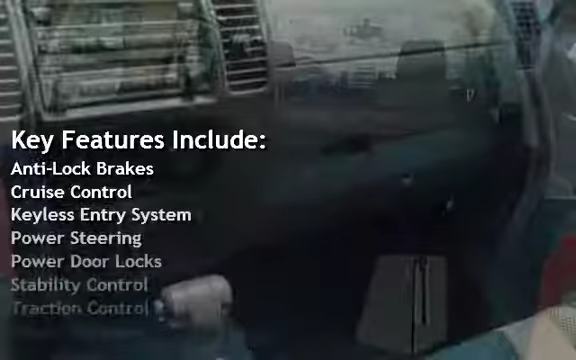 Key Features Include:
Anti-Lock Brakes
Cruise Control
Keyless Entry System
Power Steering
Power Door Locks
Stability Control
Traction Control